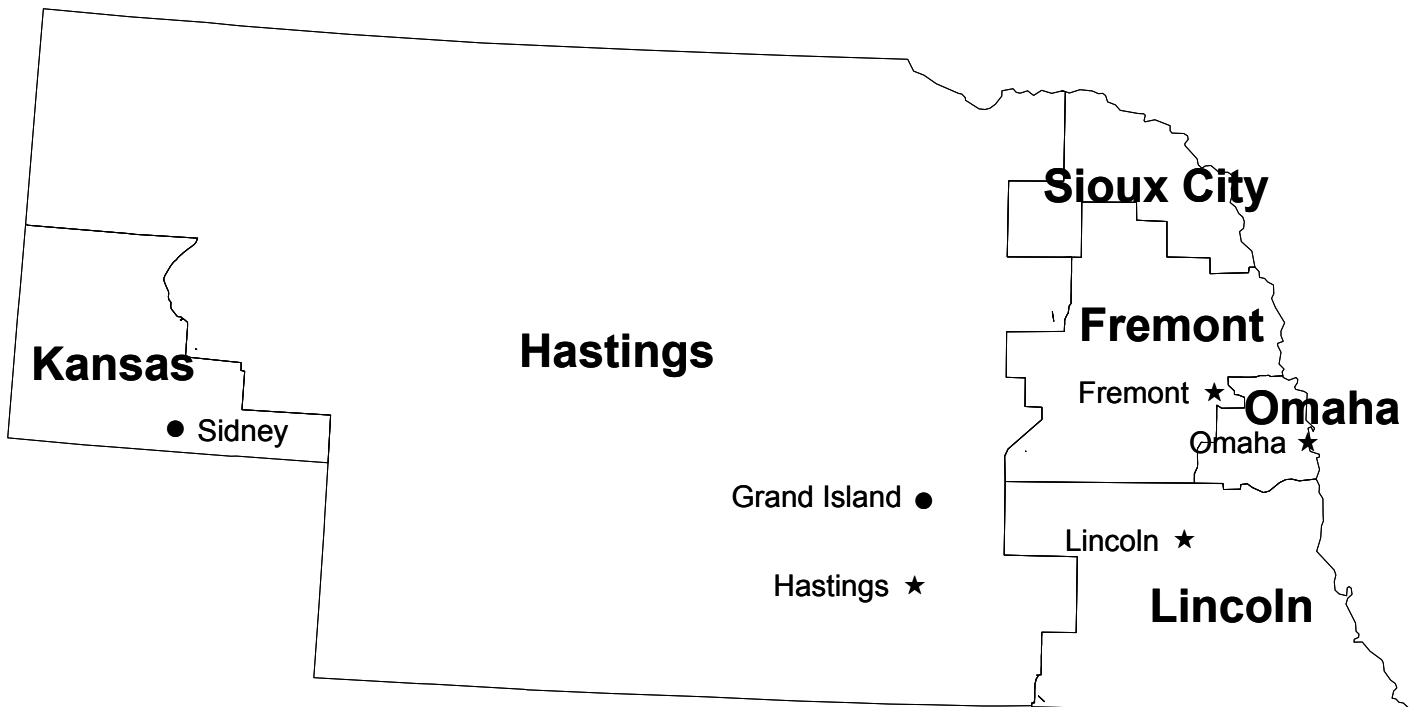 Sioux City
Fremont
Hastings
Kansas
Fremont
Omaha
Sidney
Omaha
Grand Island
Lincoln
Hastings
Lincoln